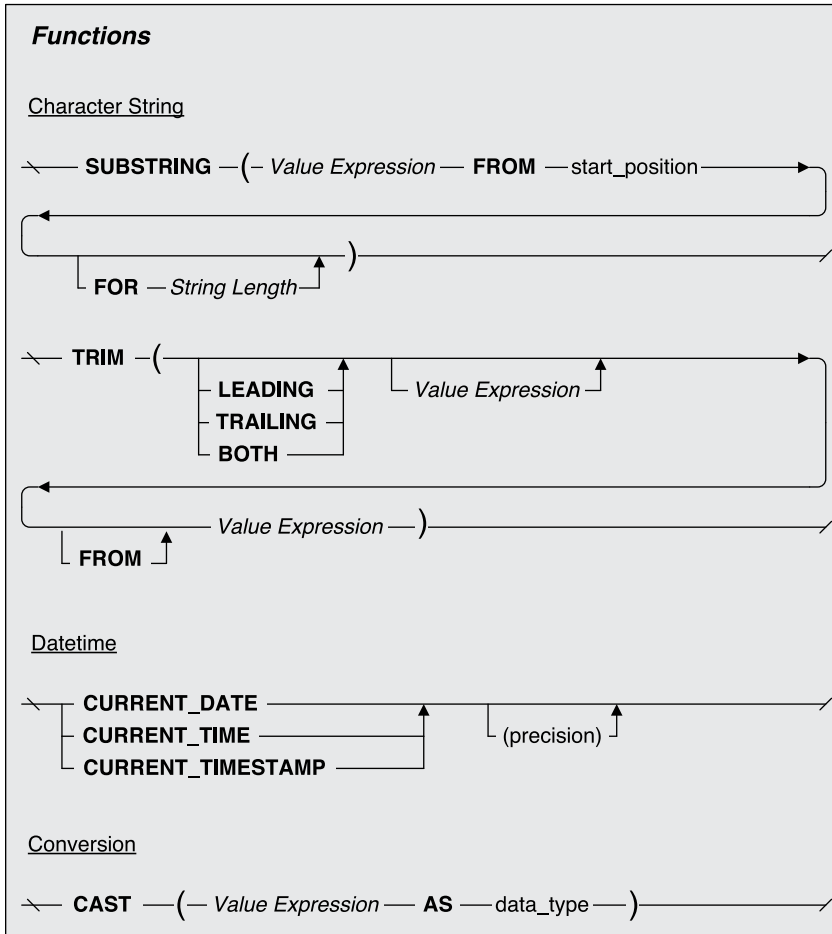 Functions
Character String
SUBSTRING ( Value Expression FROM start_position
FOR String Length )
TRIM (
LEADING
TRAILING
BOTH
Value Expression
FROM
Value Expression )
Datetime
CURRENT_DATE
CURRENT_TIME
CURRENT_TIMESTAMP
(precision)
Conversion
CAST ( Value Expression AS data_type )